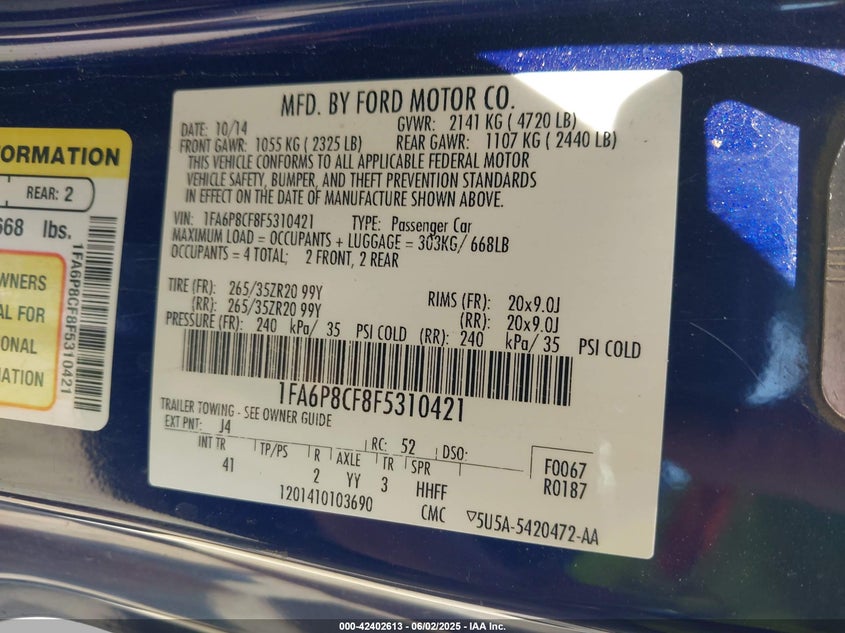 MFD. BY FORD MOTOR CO.
DATE: 10/14 GVWR: 2141 KG ( 4720 LB)
FRONT GAWR: 1055 KG ( 2325 LB) REAR GAWR: 1107 KG ( 2440 LB)
THIS VEHICLE CONFORMS TO ALL APPLICABLE FEDERAL MOTOR
VEHICLE SAFETY, BUMPER, AND THEFT PREVENTION STANDARDS
IN EFFECT ON THE DATE OF MANUFACTURE SHOWN ABOVE.
VIN: 1FA6P8CF8F5310421 TYPE: Passenger Car
MAXIMUM LOAD = OCCUPANTS + LUGGAGE = 303KG/ 668LB
OCCUPANTS = 4 TOTAL; 2 FRONT, 2 REAR
TIRE (FR): 265/35ZR20 99Y RIMS (FR): 20x9.0J
(RR): 265/35ZR20 99Y (RR): 20x9.0J
PRESSURE (FR): 240 kPa/ 35 PSI COLD (RR): 240 kPa/ 35 PSI COLD
1FA6P8CF8F5310421
TRAILER TOWING - SEE OWNER GUIDE
EXT PNT: J4 RC: 52 DSO:
INT TR TP/PS R AXLE TR SPR F0067
41 2 YY 3 HHFF R0187
1201410103690 CMC ▽5U5A-5420472-AA
ORMATION
REAR: 2
668 lbs.
WNERS
AL FOR
IONAL
MATION
1FA6P8CF8F5310421
000-42402613 - 06/02/2025 - IAA Inc.